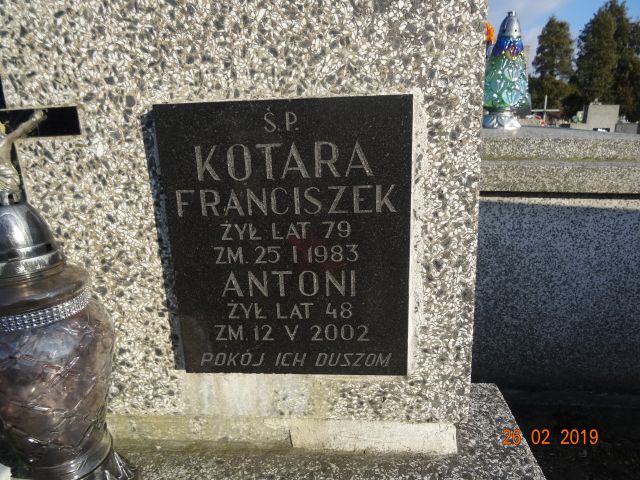 Ś.P.
KOTARA
FRANCISZEK
ŻYŁ LAT 79
ZM. 25 I 1983
ANTONI
ŻYŁ LAT 48
ZM. 12 V 2002
POKÓJ ICH DUSZOM
26 02 2019